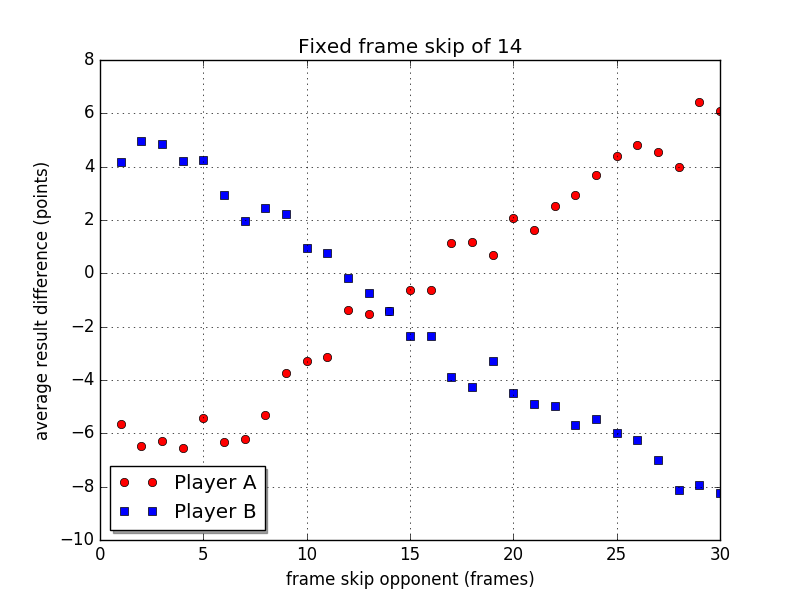 Fixed frame skip of 14
8
6
4
2
0
−2
−4
−6
−8
−10
average result difference (points)
Player A
Player B
0 5 10 15 20 25 30
frame skip opponent (frames)